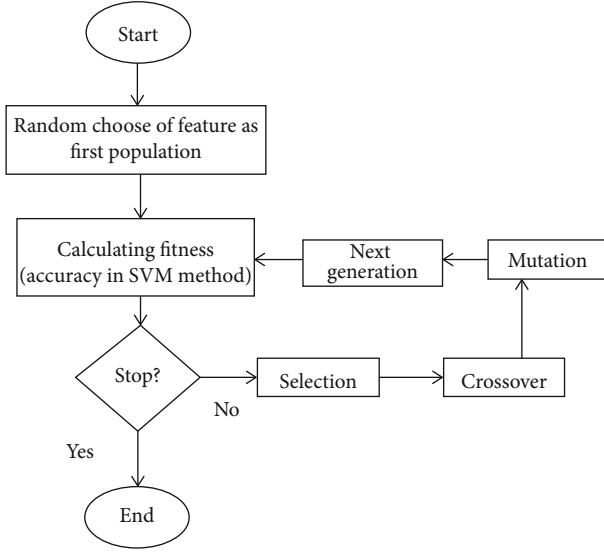 Start
Random choose of feature as
first population
Calculating fitness
(accuracy in SVM method)
Next
generation
Mutation
Stop?
Selection
Crossover
No
Yes
End